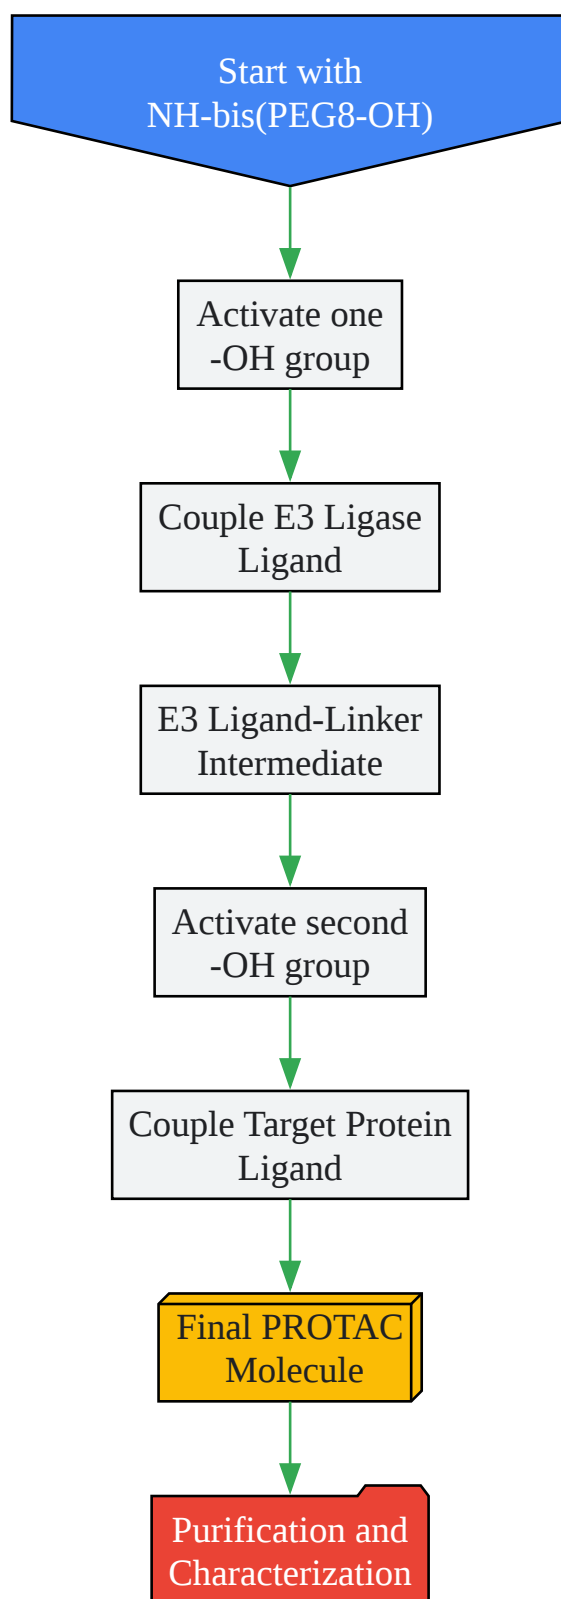 Start with
NH-bis(PEG8-OH)
Activate one
-OH group
Couple E3 Ligase
Ligand
E3 Ligand-Linker
Intermediate
Activate second
-OH group
Couple Target Protein
Ligand
Final PROTAC
Molecule
Purification and
Characterization